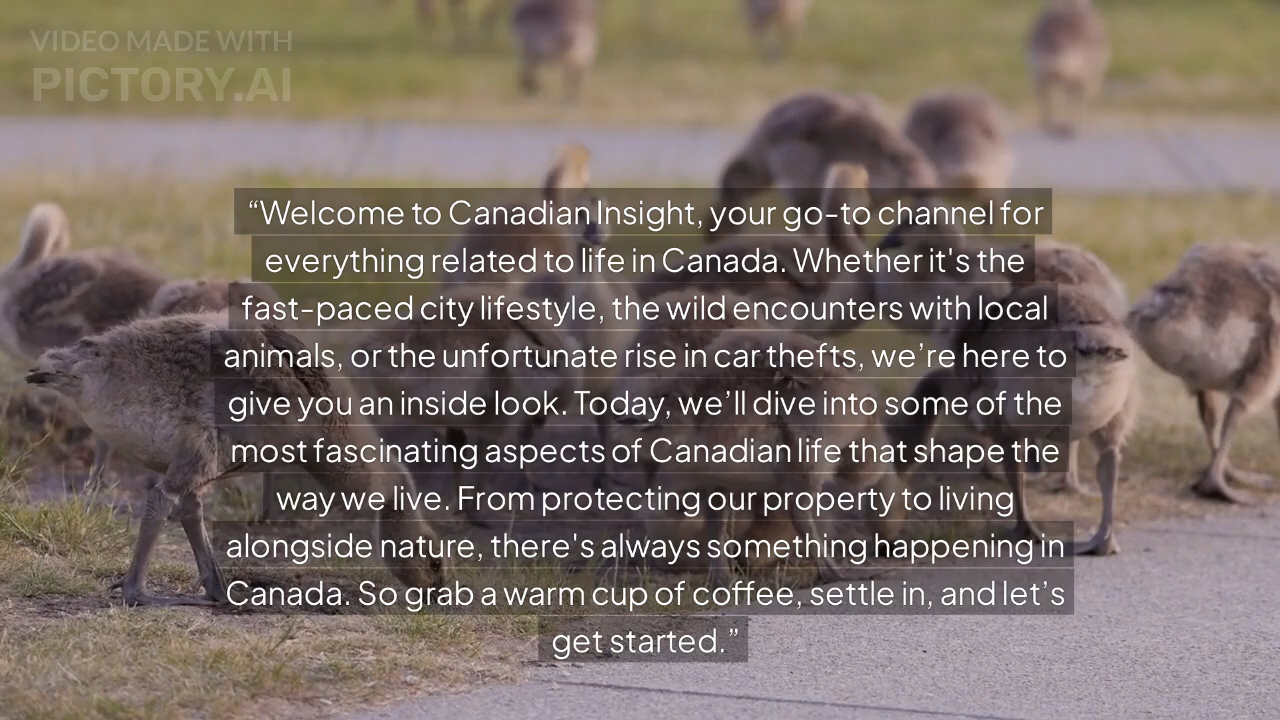 VIDEO MADE WITH
PICTORY.AI
“Welcome to Canadian Insight, your go-to channel for
everything related to life in Canada. Whether it's the
fast-paced city lifestyle, the wild encounters with local
animals, or the unfortunate rise in car thefts, we’re here to
give you an inside look. Today, we’ll dive into some of the
most fascinating aspects of Canadian life that shape the
way we live. From protecting our property to living
alongside nature, there's always something happening in
Canada. So grab a warm cup of coffee, settle in, and let’s
get started.”